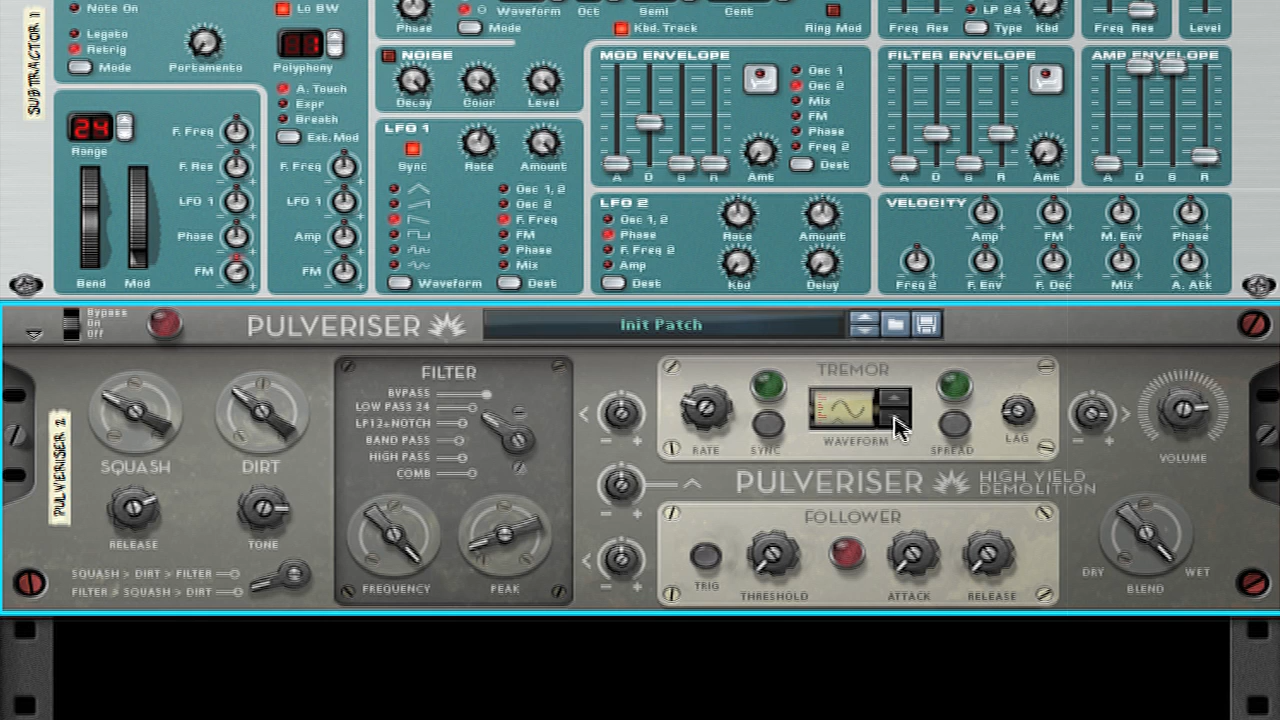 SUBTRACTOR 1
Note On
Legato
Retrig
Mode
Portamento
Lo BW
Polyphony
A. Touch
Expr
Breath
Ext. Mod
24
Range
Bend
Mod
F. Freq
F. Res
LFO 1
Phase
FM
F. Freq
LFO 1
Amp
FM
Phase
Waveform
Oct
Semi
Cent
Mode
Kbd. Track
Ring Mod
NOISE
Decay
Color
Level
LFO 1
Sync
Rate
Amount
Osc 1, 2
Osc 2
F. Freq
FM
Phase
Mix
Waveform
Dest
MOD ENVELOPE
Osc 1
Osc 2
Mix
FM
Phase
Freq 2
Dest
A D S R
Amt
LFO 2
Osc 1, 2
Phase
F. Freq 2
Amp
Dest
Rate
Amount
Kbd
Delay
Freq Res
LP 24
Type
Kbd
Freq Res
Level
FILTER ENVELOPE
A D S R
Amt
AMP ENVELOPE
A D S R
VELOCITY
Amp
FM
M. Env
Phase
Freq 2
F. Env
F. Dec
Mix
A. Atk
Bypass
On
Off
PULVERISER
Init Patch
PULVERISER 2
SQUASH
DIRT
RELEASE
TONE
SQUASH > DIRT > FILTER
FILTER > SQUASH > DIRT
FILTER
BYPASS
LOW PASS 24
LP12+NOTCH
BAND PASS
HIGH PASS
COMB
FREQUENCY
PEAK
TREMOR
RATE
SYNC
WAVEFORM
SPREAD
LAG
PULVERISER
HIGH YIELD
DEMOLITION
FOLLOWER
TRIG
THRESHOLD
ATTACK
RELEASE
VOLUME
DRY
WET
BLEND